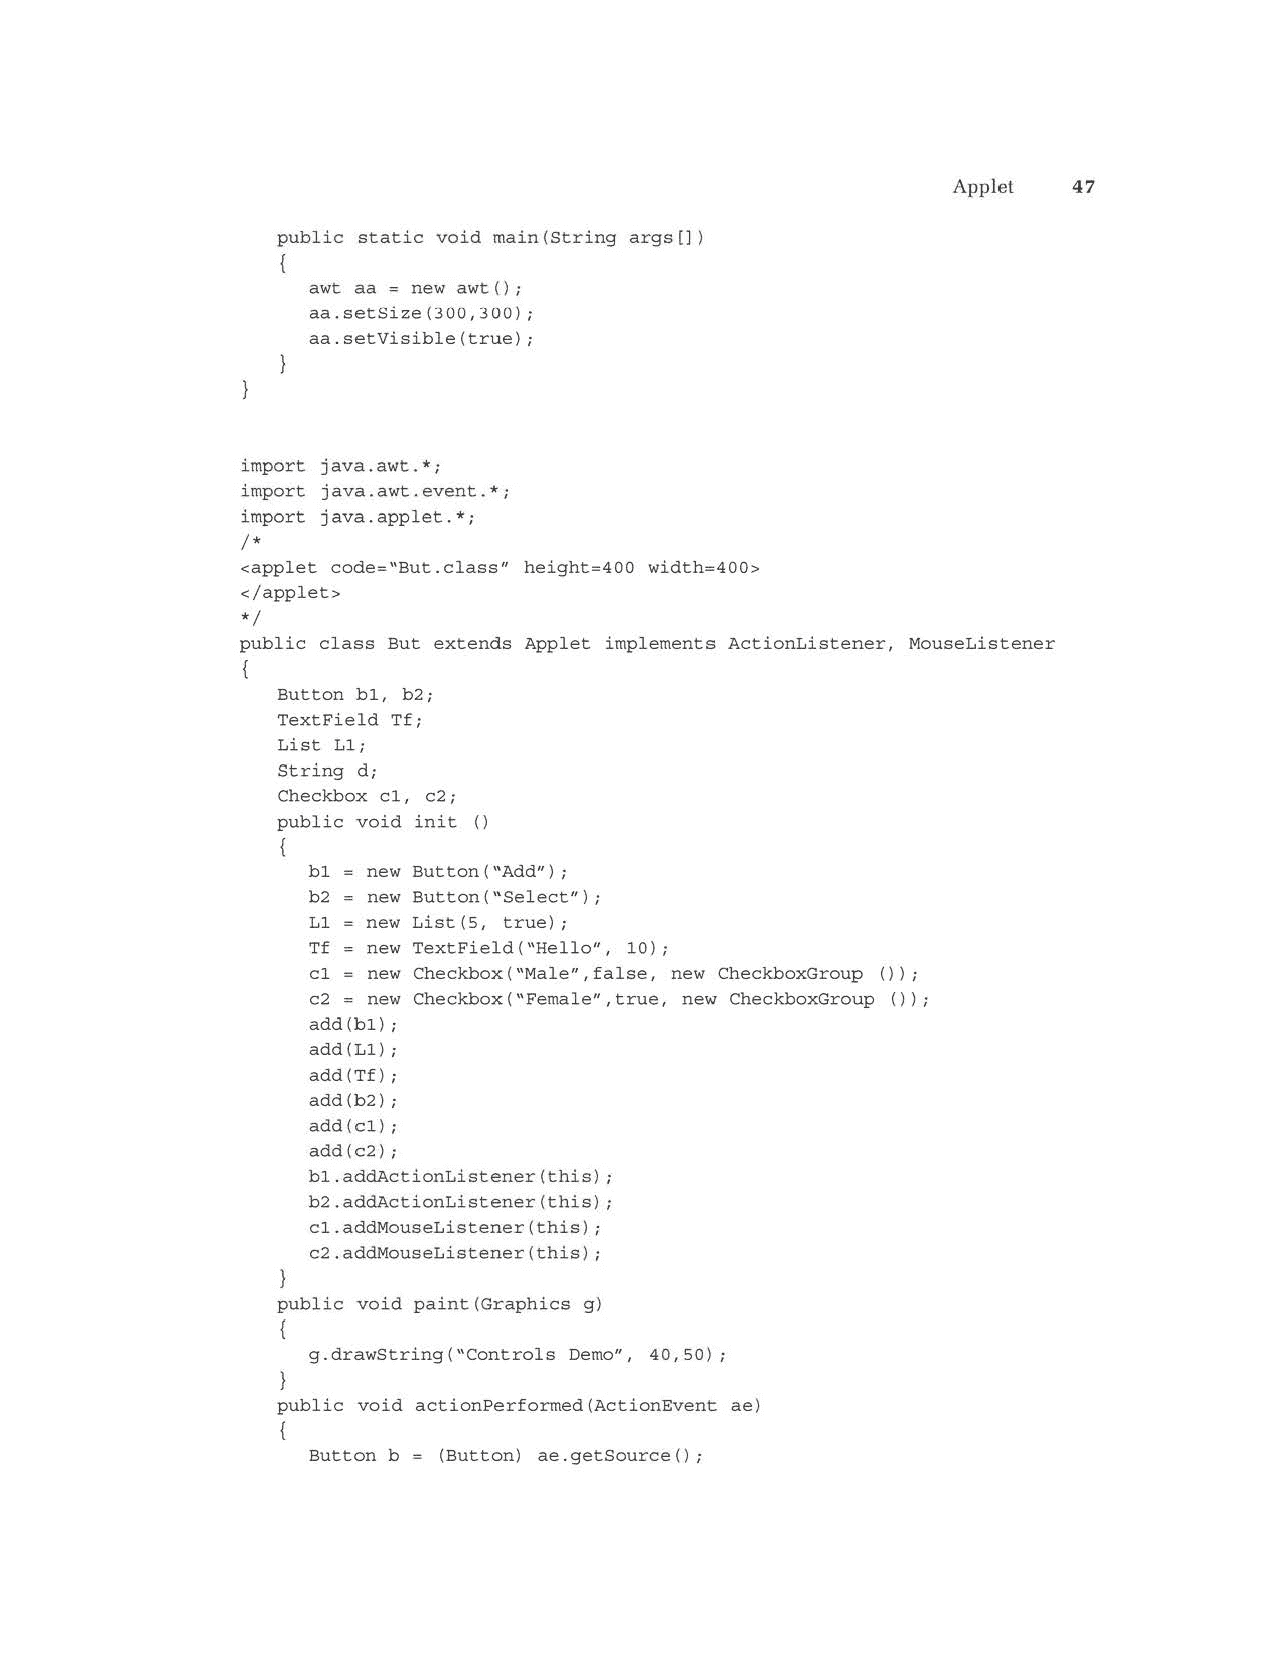 Applet 47
public static void main(String args[])
{
awt aa = new awt();
aa.setSize(300,300);
aa.setVisible(true);
}
}
import java.awt.*;
import java.awt.event.*;
import java.applet.*;
/*
<applet code=“But.class” height=400 width=400>
</applet>
*/
public class But extends Applet implements ActionListener, MouseListener
{
Button b1, b2;
TextField Tf;
List L1;
String d;
Checkbox c1, c2;
public void init ()
{
b1 = new Button(“Add”);
b2 = new Button(“Select”);
L1 = new List(5, true);
Tf = new TextField(“Hello”, 10);
c1 = new Checkbox(“Male”,false, new CheckboxGroup ());
c2 = new Checkbox(“Female”,true, new CheckboxGroup ());
add(b1);
add(L1);
add(Tf);
add(b2);
add(c1);
add(c2);
b1.addActionListener(this);
b2.addActionListener(this);
c1.addMouseListener(this);
c2.addMouseListener(this);
}
public void paint(Graphics g)
{
g.drawString(“Controls Demo”, 40,50);
}
public void actionPerformed(ActionEvent ae)
{
Button b = (Button) ae.getSource();